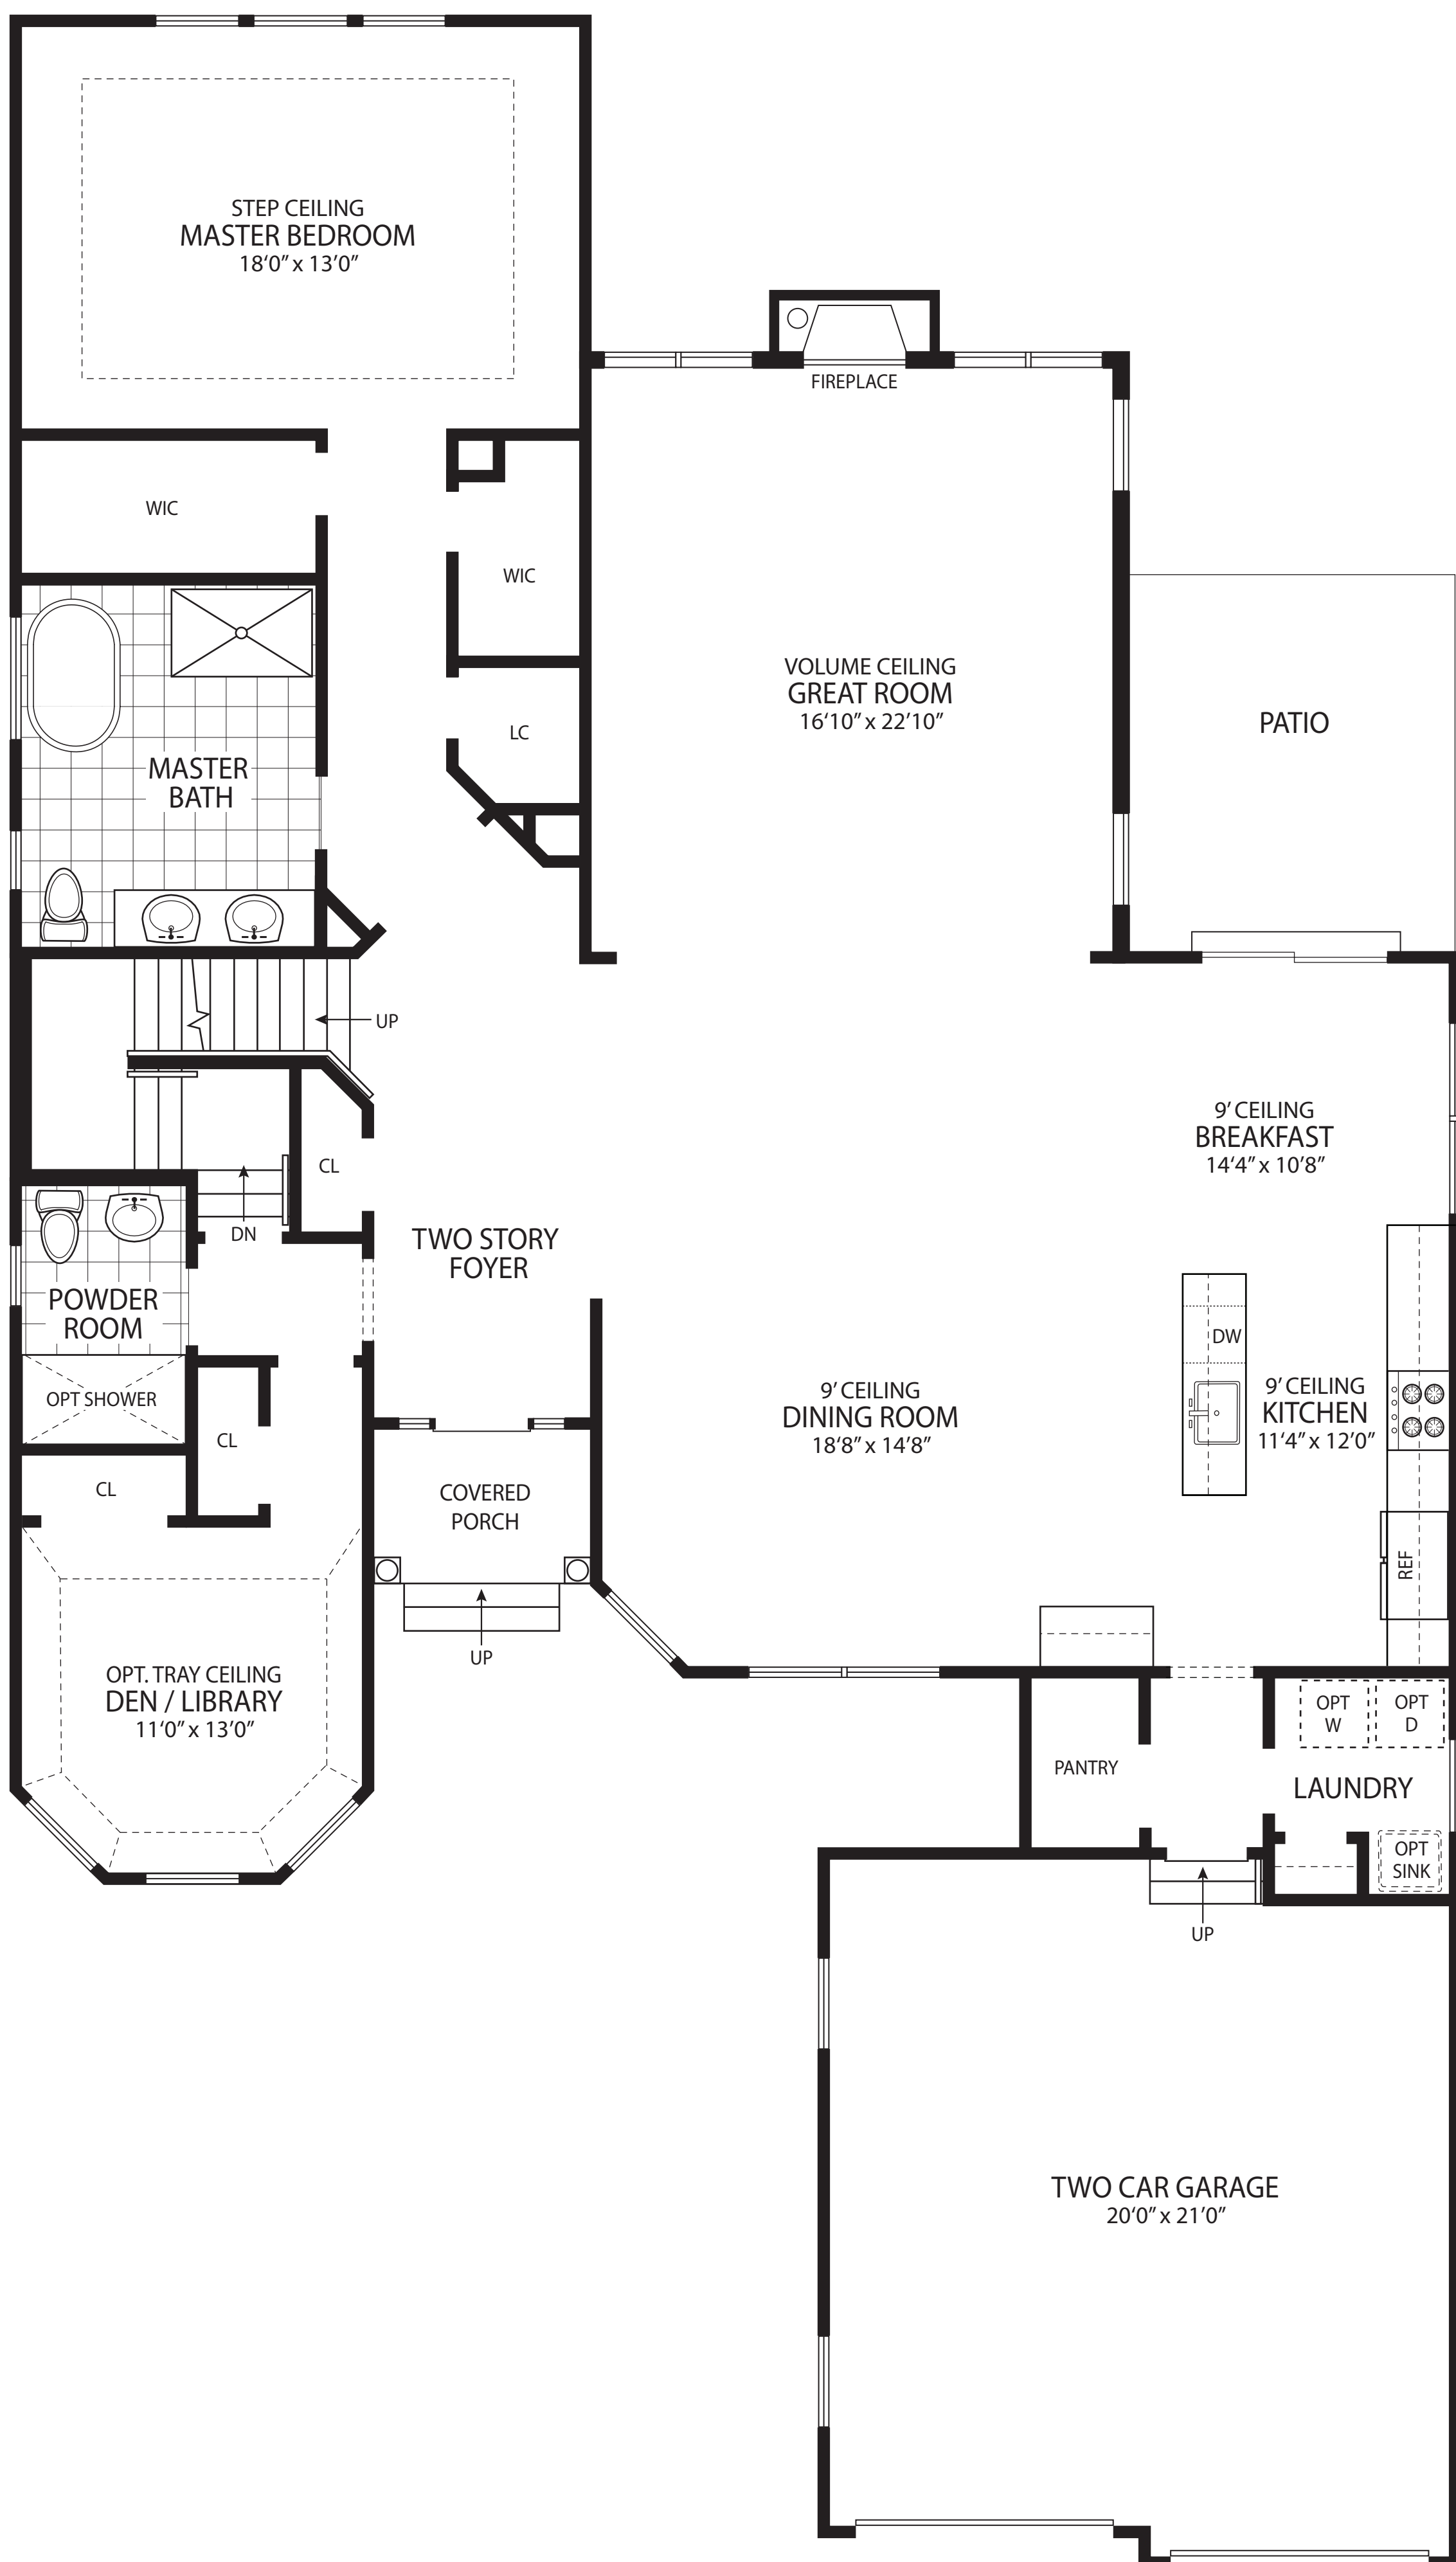 STEP CEILING
MASTER BEDROOM
18‘0” x 13’0”
FIREPLACE
WIC
WIC
VOLUME CEILING
GREAT ROOM
16‘10” x 22’10”
PATIO
LC
MASTER
BATH
UP
9’ CEILING
BREAKFAST
14’4” x 10’8”
CL
DN
TWO STORY
FOYER
POWDER
ROOM
DW
OPT SHOWER
9’ CEILING
DINING ROOM
18’8” x 14’8”
9’ CEILING
KITCHEN
11‘4” x 12’0”
CL
CL
COVERED
PORCH
REF
UP
OPT. TRAY CEILING
DEN / LIBRARY
11‘0” x 13’0”
OPT
W
OPT
D
PANTRY
LAUNDRY
OPT
SINK
UP
TWO CAR GARAGE
20‘0” x 21’0”